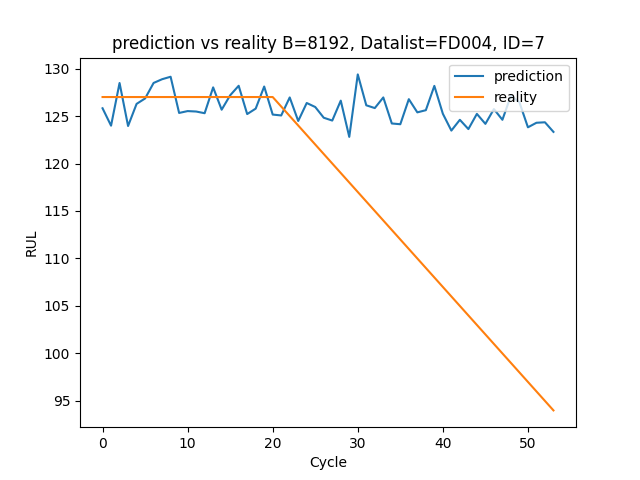 prediction vs reality B=8192, Datalist=FD004, ID=7
prediction
reality
130
125
120
115
110
105
100
95
RUL
0 10 20 30 40 50
Cycle